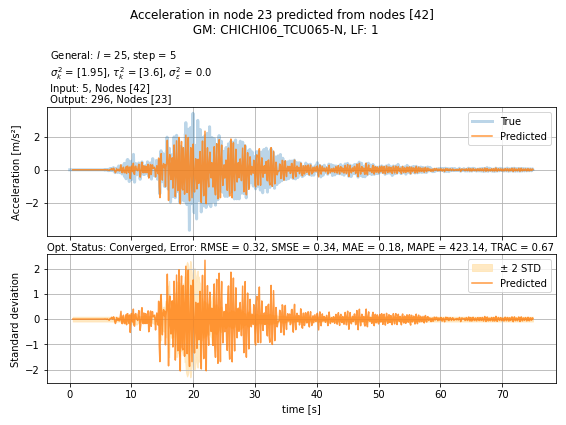 Acceleration in node 23 predicted from nodes [42]
GM: CHICHI06_TCU065-N, LF: 1
General: l = 25, step = 5
σ²ₖ = [1.95], τ²ₖ = [3.6], σ²ε = 0.0
Input: 5, Nodes [42]
Output: 296, Nodes [23]
Acceleration [m/s²]
2
0
−2
True
Predicted
Opt. Status: Converged, Error: RMSE = 0.32, SMSE = 0.34, MAE = 0.18, MAPE = 423.14, TRAC = 0.67
Standard deviation
2
1
0
−1
−2
± 2 STD
Predicted
0 10 20 30 40 50 60 70
time [s]